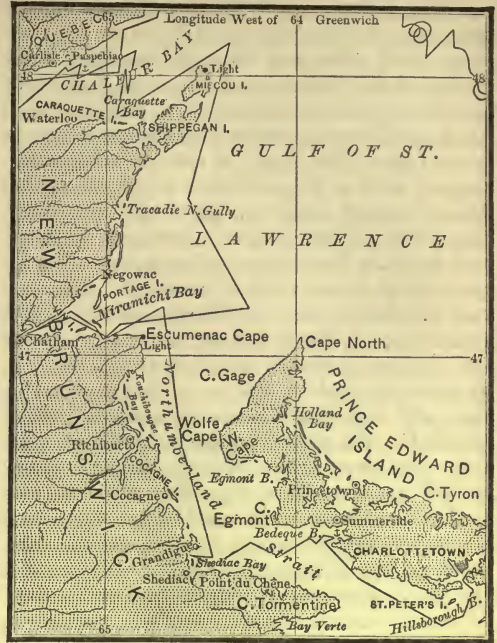 65
Longitude West of 64 Greenwich
QUEBEC
Carlisle
Paspebiac
48
CHALEUR BAY
Light
MISCOU I.
48
CARAQUETTE I.
Caraquette Bay
Waterloo
SHIPPEGAN I.
GULF OF ST.
LAWRENCE
Tracadie N. Gully
NEW BRUNSWICK
Negowac
PORTAGE I.
Miramichi Bay
Chatham
Escumenac Cape
Light
47
Cape North
47
C. Gage
Kouchibouguac Bay
Northumberland Strait
PRINCE EDWARD
ISLAND
Holland
Bay
Wolfe
Cape
W. Cape
Richibucto
COCAGNE I.
Cocagne
Egmont B.
Princetown
C. Tyron
C.
Egmont
Summerside
Bedeque B.
CHARLOTTETOWN
Grandigue
Shediac Bay
Shediac
Point du Chêne
C. Tormentine
ST. PETER'S I.
Hillsborough B.
Bay Verte
65